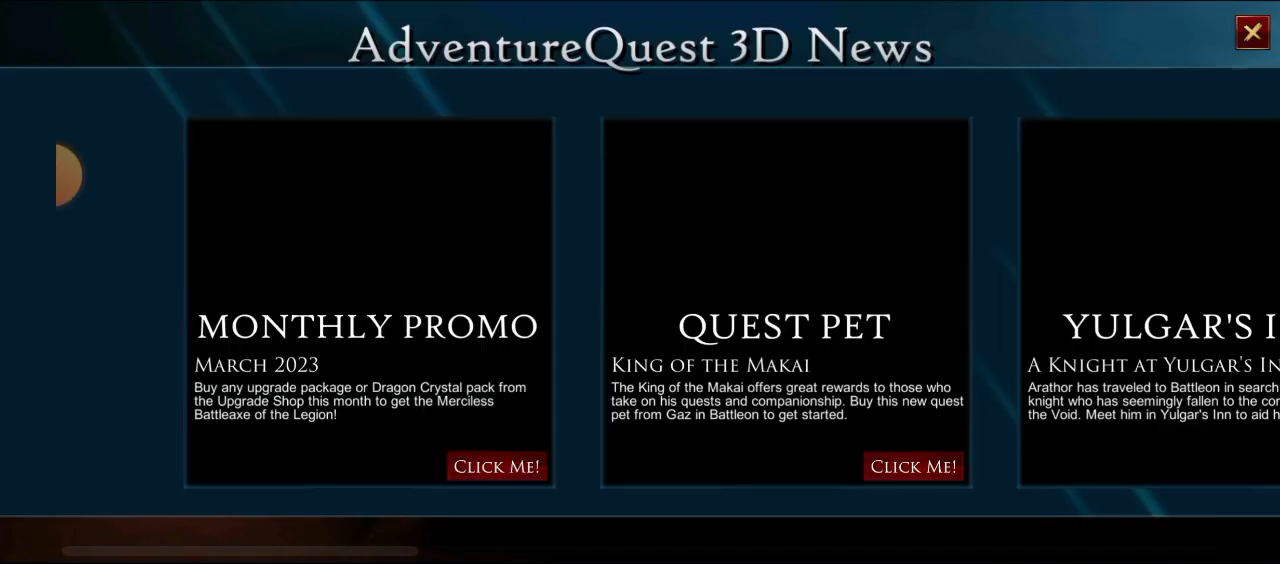 AdventureQuest 3D News
MONTHLY PROMO
MARCH 2023
Buy any upgrade package or Dragon Crystal pack from
the Upgrade Shop this month to get the Merciless
Battleaxe of the Legion!
CLICK ME!
QUEST PET
KING OF THE MAKAI
The King of the Makai offers great rewards to those who
take on his quests and companionship. Buy this new quest
pet from Gaz in Battleon to get started.
CLICK ME!
YULGAR'S I
A KNIGHT AT YULGAR'S IN
Arathor has traveled to Battleon in search
knight who has seemingly fallen to the cor
the Void. Meet him in Yulgar's Inn to aid h